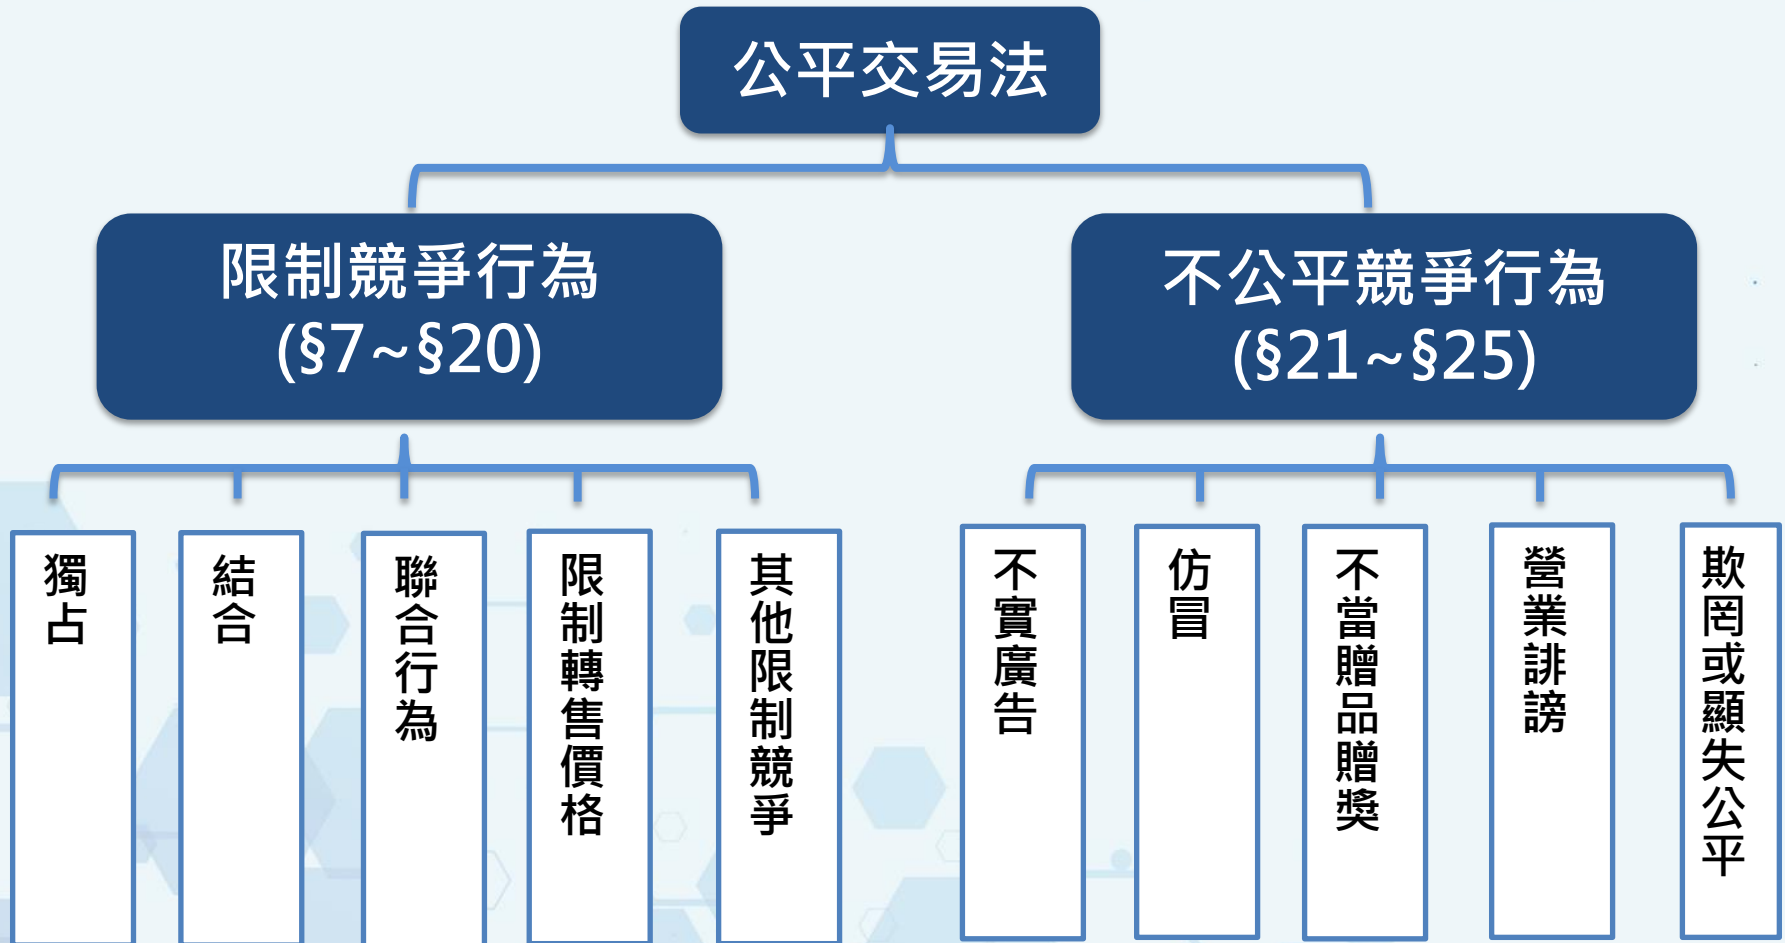 公平交易法
限制競爭行為
(§7~§20)
不公平競爭行為
(§21~§25)
獨占
結合
聯合行為
限制轉售價格
其他限制競爭
不實廣告
仿冒
不當贈品贈獎
營業誹謗
欺罔或顯失公平